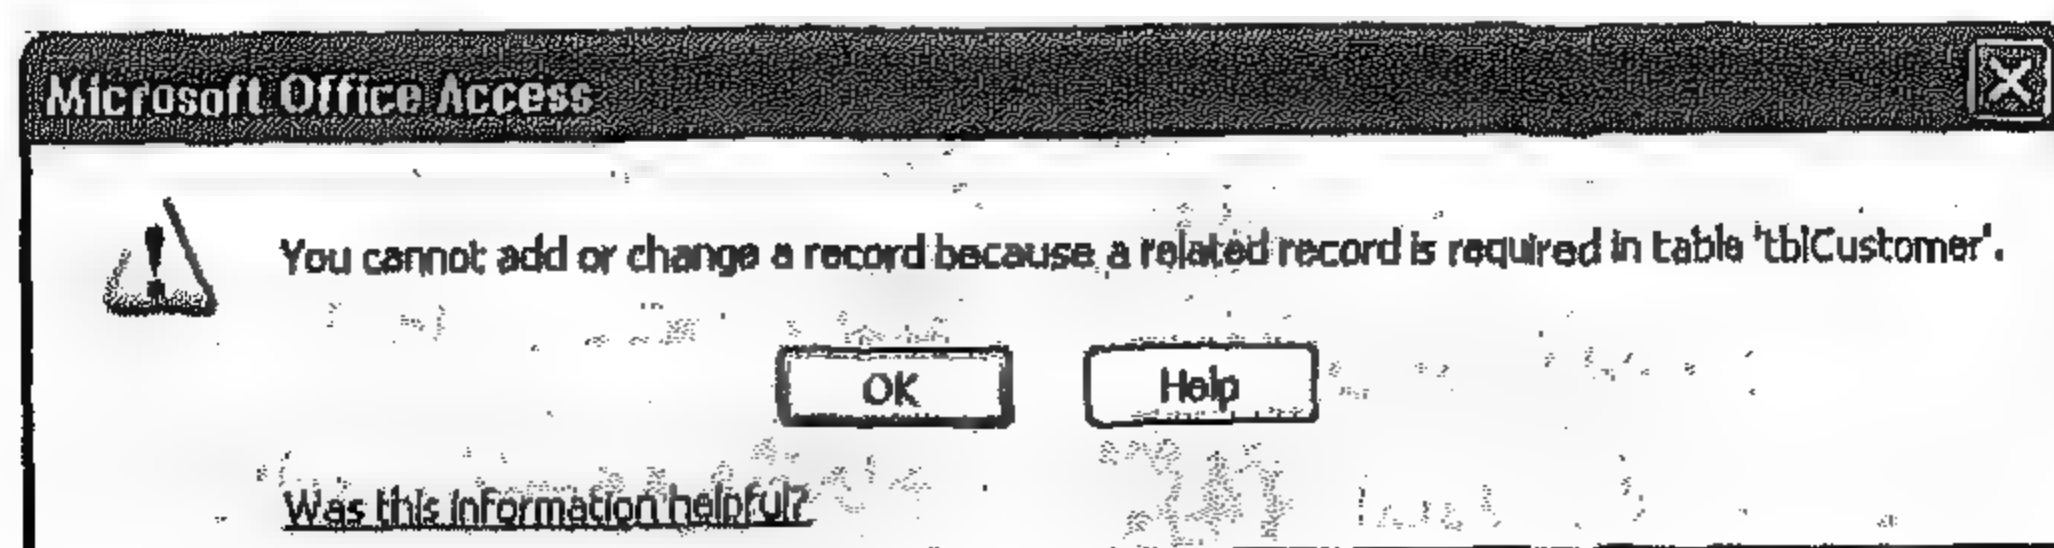 Microsoft Office Access
You cannot add or change a record because a related record is required in table 'tblCustomer'.
OK
Help
Was this information helpful?